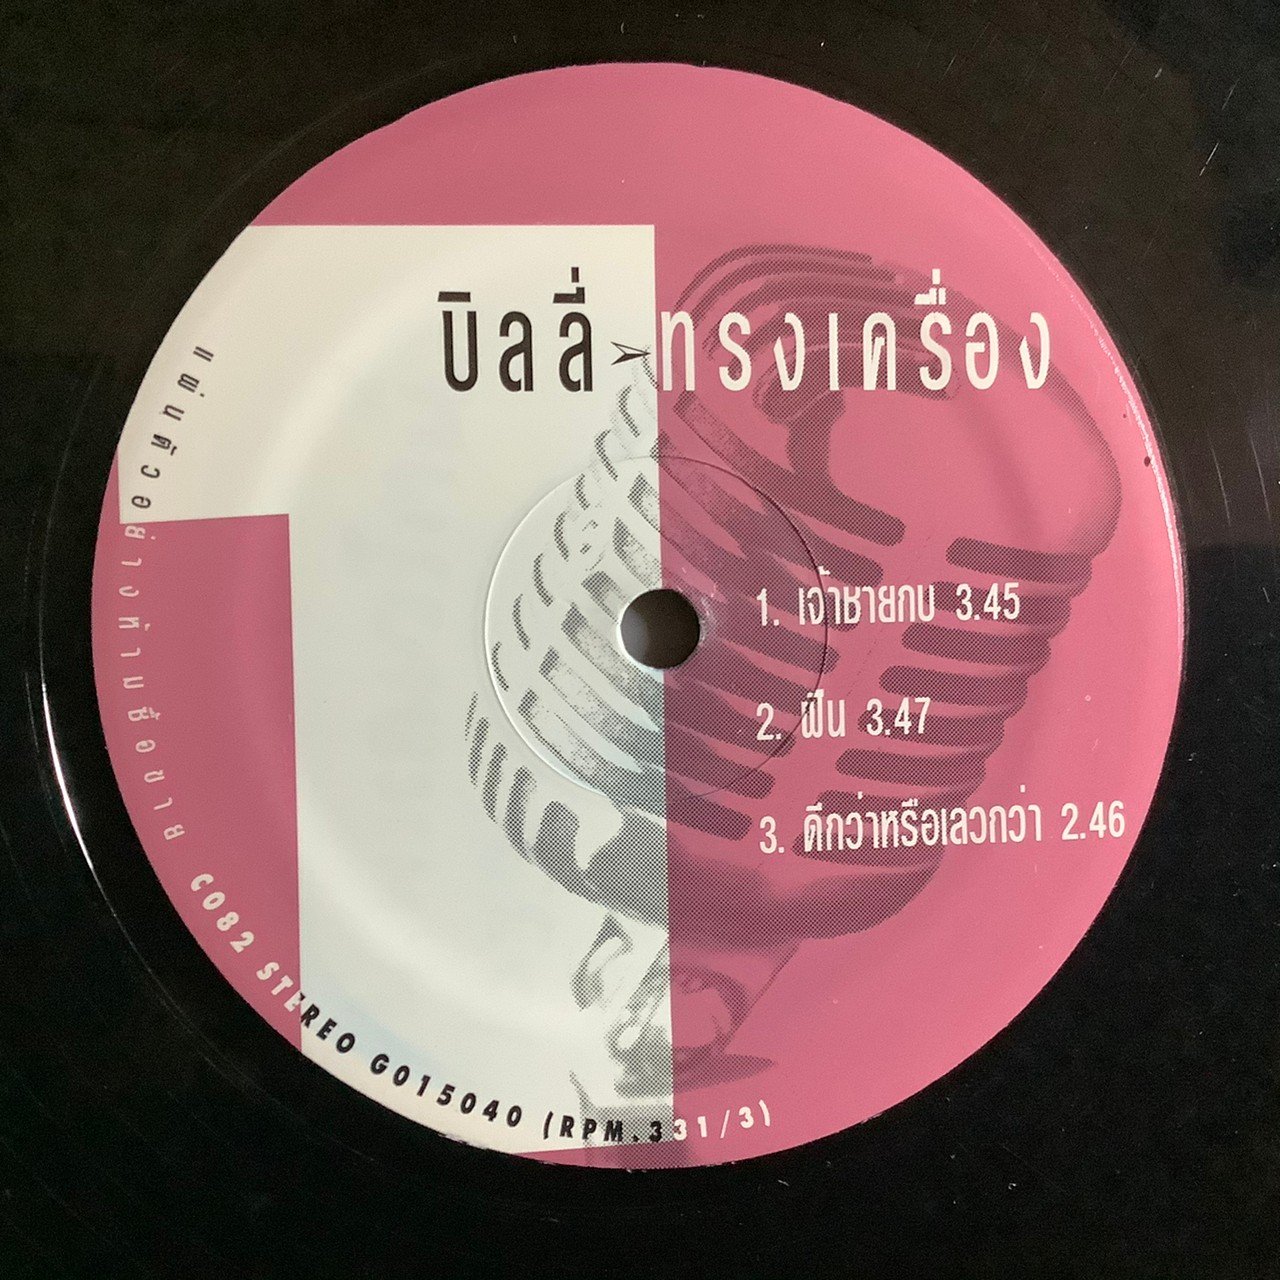 บิลลี่ ทรงเครื่อง
1. เจ้าชายกบ 3.45
2. ฟืน 3.47
3. ดีกว่าหรือเลวกว่า 2.46
C082 STEREO G015040 (RPM.331/3)